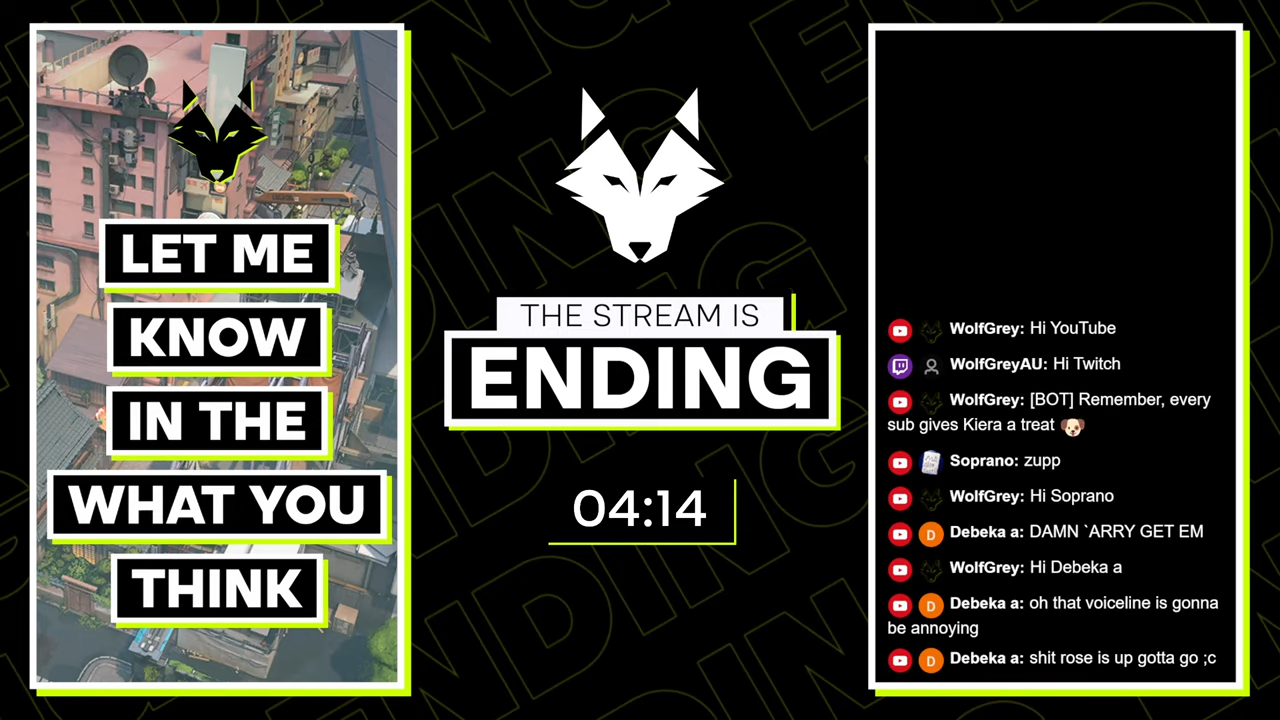 LET ME
KNOW
IN THE
WHAT YOU
THINK
THE STREAM IS
ENDING
04:14
WolfGrey: Hi YouTube
WolfGreyAU: Hi Twitch
WolfGrey: [BOT] Remember, every
sub gives Kiera a treat 🐶
Soprano: zupp
WolfGrey: Hi Soprano
D Debeka a: DAMN `ARRY GET EM
WolfGrey: Hi Debeka a
D Debeka a: oh that voiceline is gonna
be annoying
D Debeka a: shit rose is up gotta go ;c